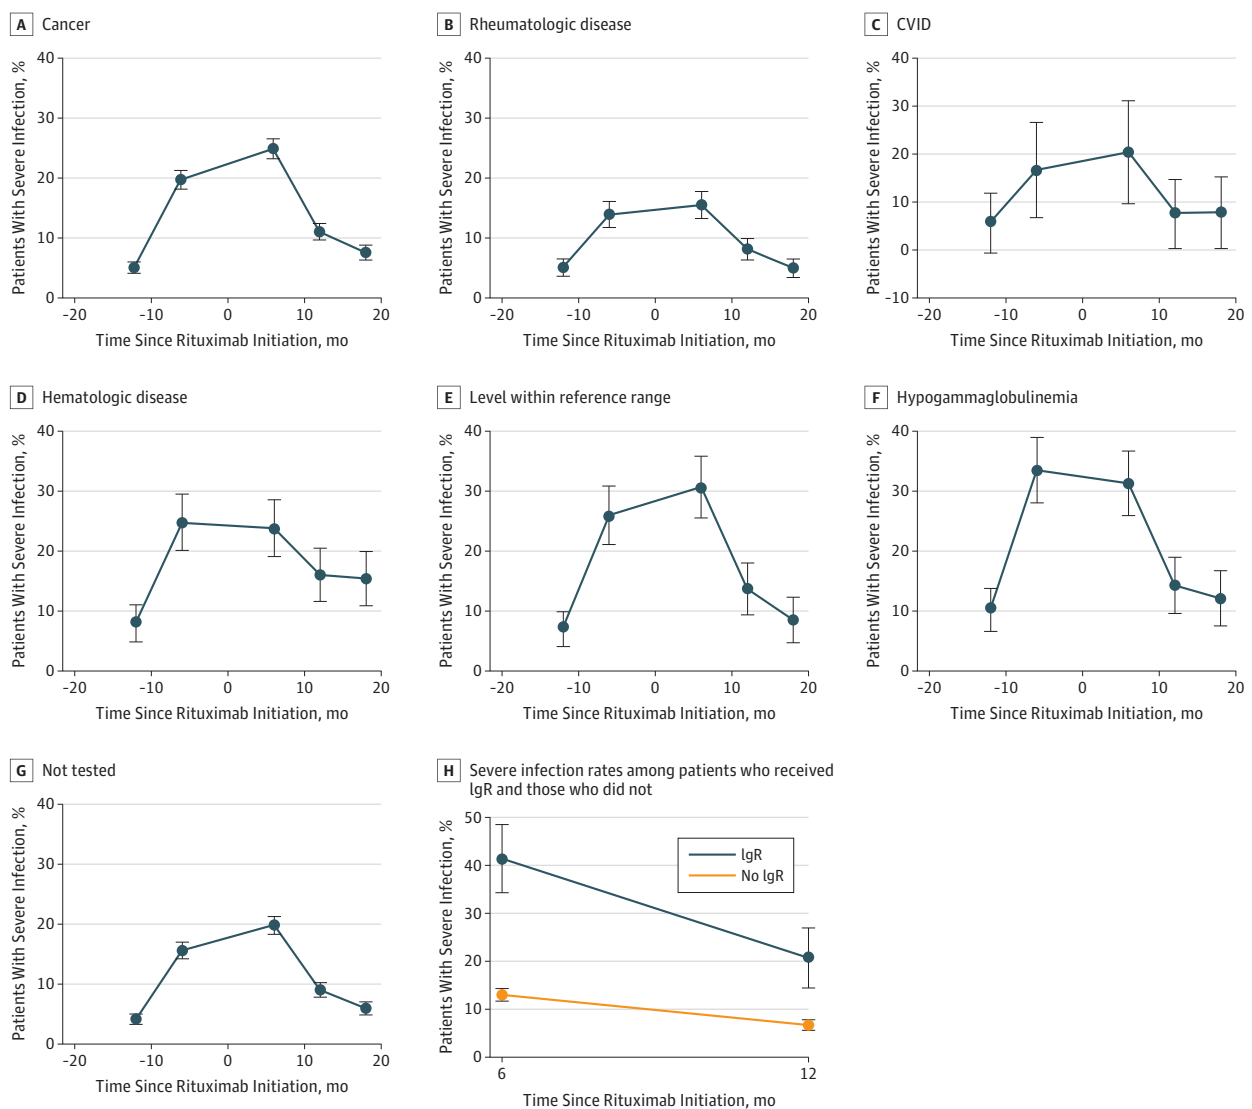 A Cancer
40
30
20
10
0
-20 -10 0 10 20
Patients With Severe Infection, %
Time Since Rituximab Initiation, mo
B Rheumatologic disease
40
30
20
10
0
-20 -10 0 10 20
Patients With Severe Infection, %
Time Since Rituximab Initiation, mo
C CVID
40
30
20
10
0
-10
-20 -10 0 10 20
Patients With Severe Infection, %
Time Since Rituximab Initiation, mo
D Hematologic disease
40
30
20
10
0
-20 -10 0 10 20
Patients With Severe Infection, %
Time Since Rituximab Initiation, mo
E Level within reference range
40
30
20
10
0
-20 -10 0 10 20
Patients With Severe Infection, %
Time Since Rituximab Initiation, mo
F Hypogammaglobulinemia
40
30
20
10
0
-20 -10 0 10 20
Patients With Severe Infection, %
Time Since Rituximab Initiation, mo
G Not tested
40
30
20
10
0
-20 -10 0 10 20
Patients With Severe Infection, %
Time Since Rituximab Initiation, mo
H Severe infection rates among patients who received
lgR and those who did not
50
40
30
20
10
0
6 12
Patients With Severe Infection, %
lgR
No lgR
Time Since Rituximab Initiation, mo